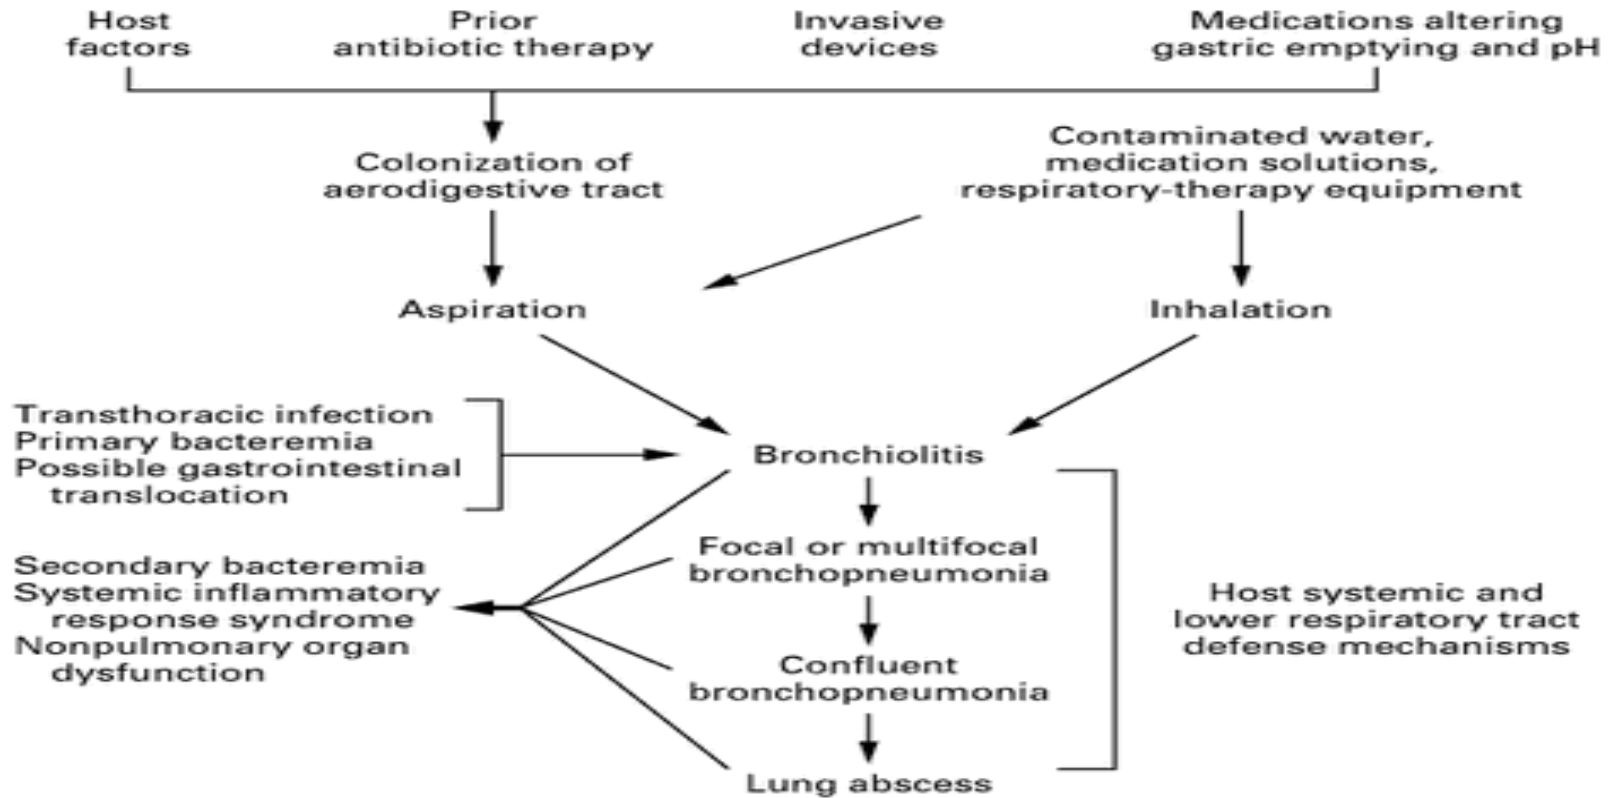 Host
factors
Prior
antibiotic therapy
Invasive
devices
Medications altering
gastric emptying and pH
Colonization of
aerodigestive tract
Contaminated water,
medication solutions,
respiratory-therapy equipment
Aspiration
Inhalation
Transthoracic infection
Primary bacteremia
Possible gastrointestinal
translocation
Bronchiolitis
Focal or multifocal
bronchopneumonia
Secondary bacteremia
Systemic inflammatory
response syndrome
Nonpulmonary organ
dysfunction
Host systemic and
lower respiratory tract
defense mechanisms
Confluent
bronchopneumonia
Lung abscess